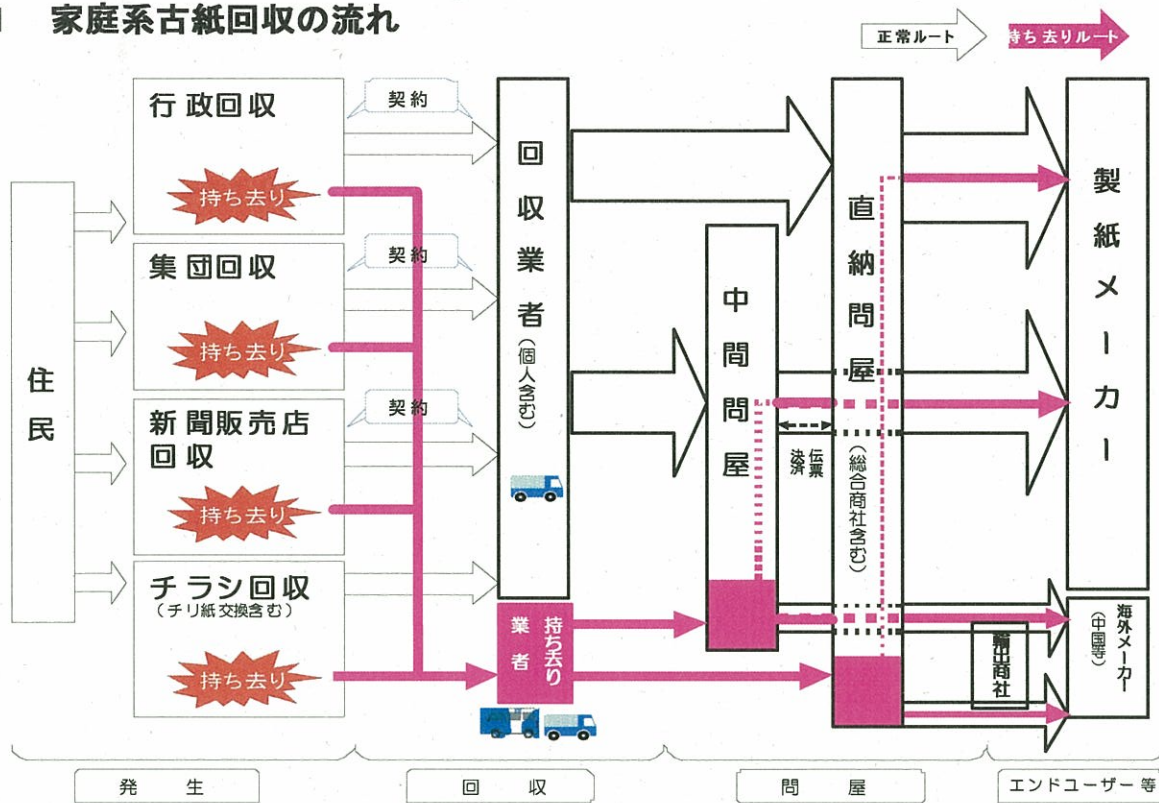 家庭系古紙回収の流れ
正常ルート
持ち去りルート
住民
行政回収
持ち去り
集団回収
持ち去り
新聞販売店
回収
持ち去り
チラシ回収
(チリ紙交換含む)
持ち去り
契約
契約
契約
回収業者(個人含む)
持ち去り
業者
中間問屋
伝票
決済
直納問屋(総合商社含む)
輸出商社
製紙メーカー
海外メーカー
(中国等)
発生
回収
問屋
エンドユーザー等